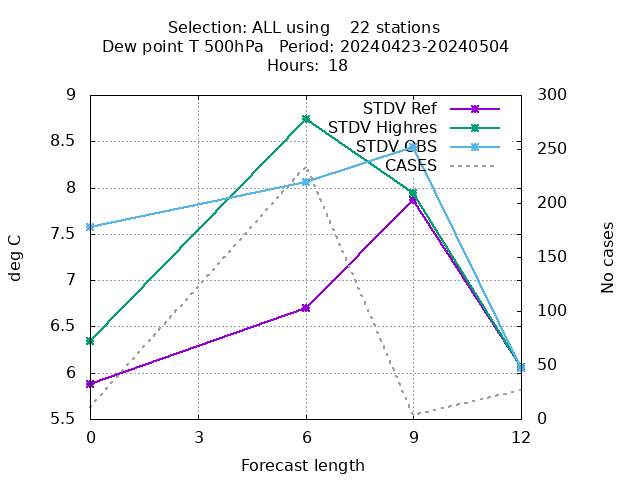 Selection: ALL using    22 stations
Dew point T 500hPa   Period: 20240423-20240504
Hours: 18
9
8.5
8
7.5
7
6.5
6
5.5
300
250
200
150
100
50
0
0 3 6 9 12
deg C
No cases
Forecast length
STDV Ref
STDV Highres
STDV OBS
CASES